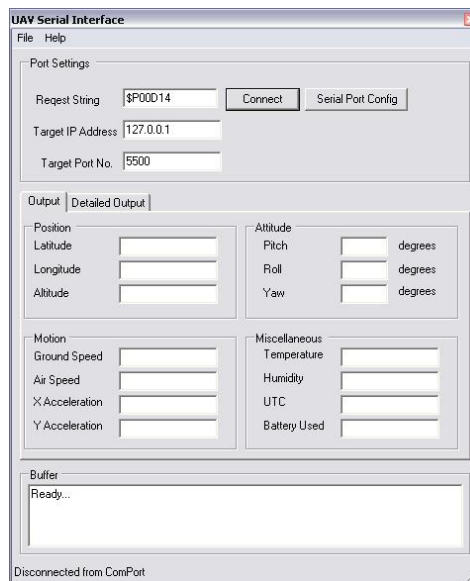 UAV Serial Interface
File Help
Port Settings
Reqest String $P00D14 Connect Serial Port Config
Target IP Address 127.0.0.1
Target Port No. 5500
Output Detailed Output
Position
Latitude
Longitude
Altitude
Attitude
Pitch degrees
Roll degrees
Yaw degrees
Motion
Ground Speed
Air Speed
X Acceleration
Y Acceleration
Miscellaneous
Temperature
Humidity
UTC
Battery Used
Buffer
Ready...
Disconnected from ComPort